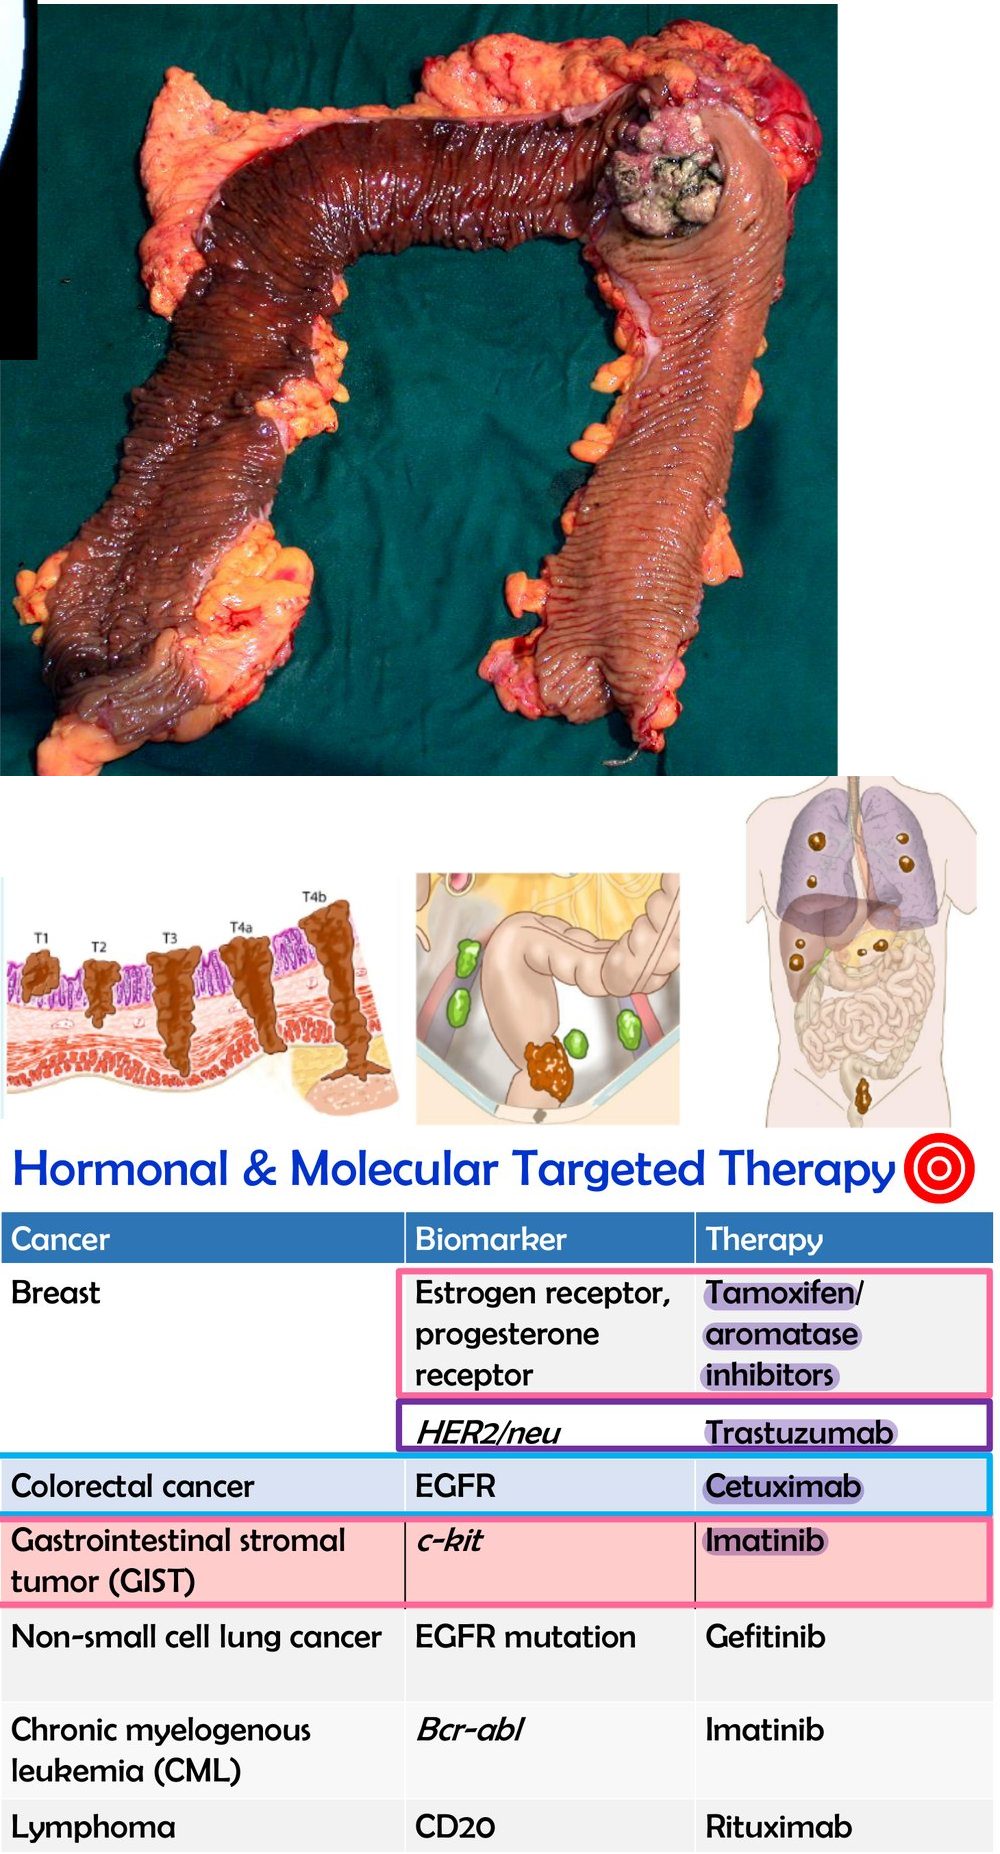 T1
T2
T3
T4a
T4b
Hormonal & Molecular Targeted Therapy
Cancer Biomarker Therapy
Breast Estrogen receptor, Tamoxifen/
progesterone aromatase
receptor inhibitors
HER2/neu Trastuzumab
Colorectal cancer EGFR Cetuximab
Gastrointestinal stromal c-kit Imatinib
tumor (GIST)
Non-small cell lung cancer EGFR mutation Gefitinib
Chronic myelogenous Bcr-abl Imatinib
leukemia (CML)
Lymphoma CD20 Rituximab